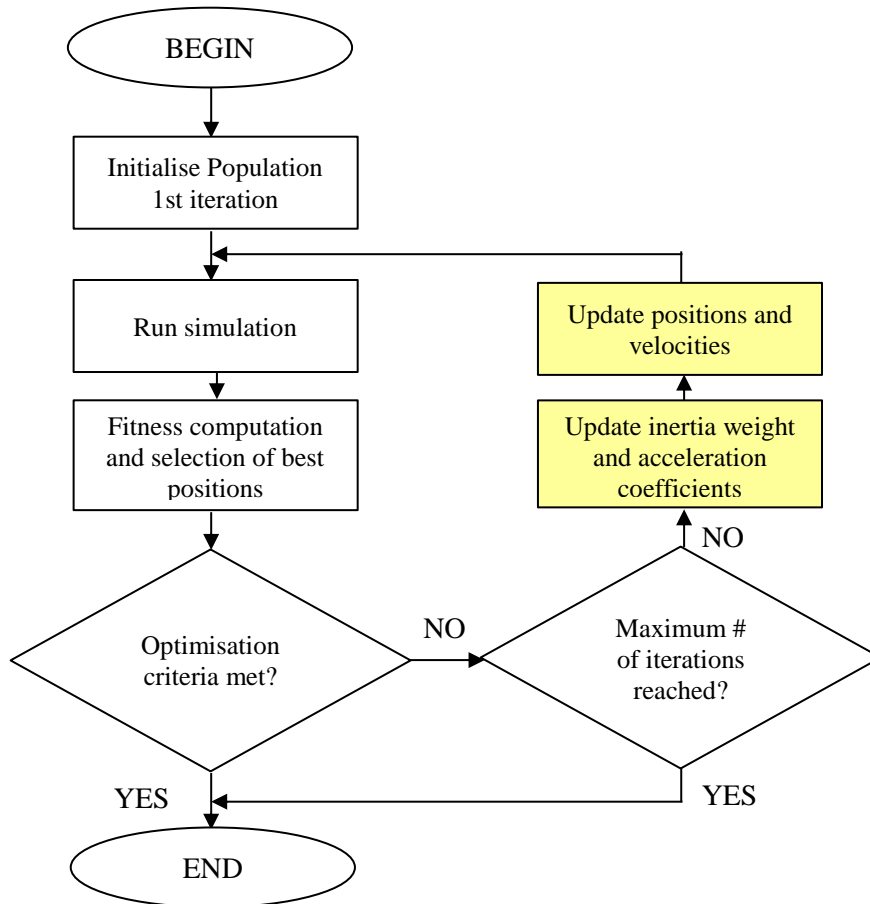 BEGIN
Initialise Population
1st iteration
Run simulation
Fitness computation
and selection of best
positions
Optimisation
criteria met?
NO
YES
Maximum #
of iterations
reached?
NO
YES
Update inertia weight
and acceleration
coefficients
Update positions and
velocities
END